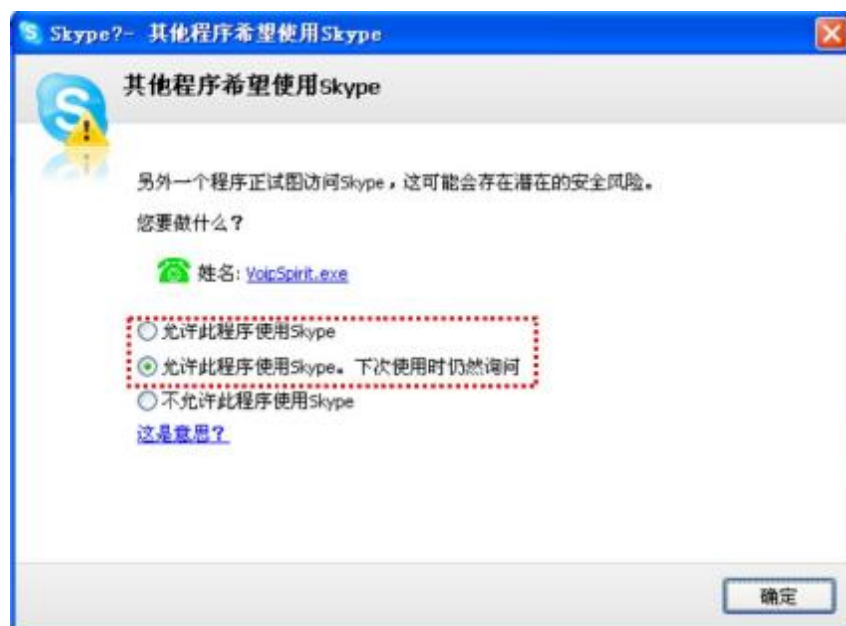 Skype?- 其他程序希望使用Skype
其他程序希望使用Skype
另外一个程序正试图访问Skype，这可能会存在潜在的安全风险。
您要做什么？
姓名: VoipSpirit.exe
允许此程序使用Skype
允许此程序使用Skype。下次使用时仍然询问
不允许此程序使用Skype
这是意思？
确定